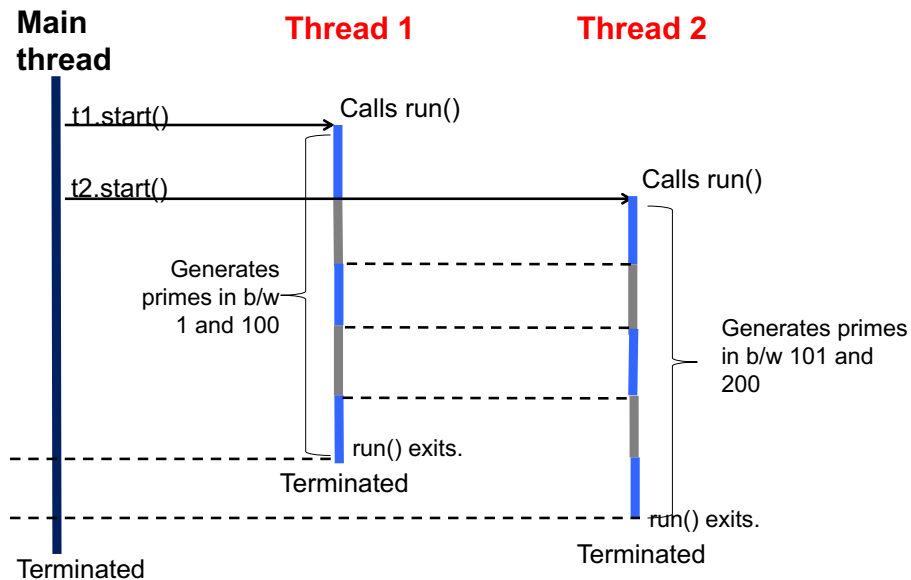 Main
thread
Thread 1
Thread 2
t1.start()
Calls run()
t2.start()
Calls run()
Generates
primes in b/w
1 and 100
Generates primes
in b/w 101 and
200
run() exits.
Terminated
run() exits.
Terminated
Terminated